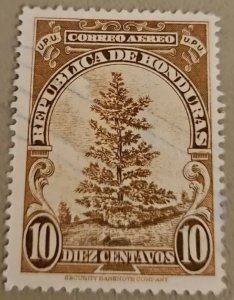 U.P.U. CORREO AEREO U.P.U.
REPUBLICA DE HONDURAS
10 DIEZ CENTAVOS 10
SECURITY BANKNOTE COMPANY